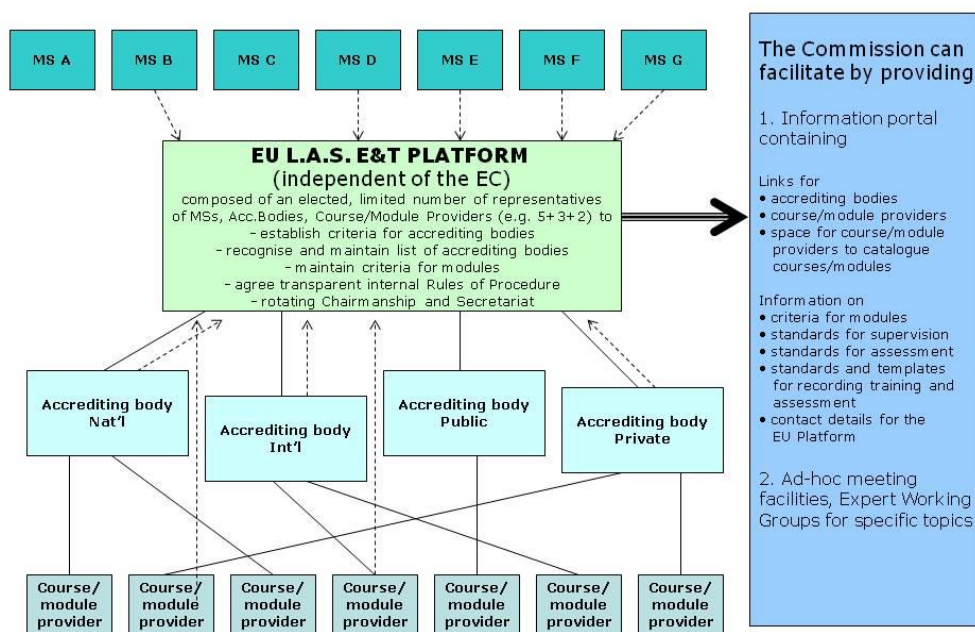 MS A
MS B
MS C
MS D
MS E
MS F
MS G
EU L.A.S. E&T PLATFORM
(independent of the EC)
composed of an elected, limited number of representatives
of MSs, Acc.Bodies, Course/Module Providers (e.g. 5+3+2) to
- establish criteria for accrediting bodies
- recognise and maintain list of accrediting bodies
- maintain criteria for modules
- agree transparent internal Rules of Procedure
- rotating Chairmanship and Secretariat
Accrediting body
Nat'l
Accrediting body
Int'l
Accrediting body
Public
Accrediting body
Private
Course/
module
provider
Course/
module
provider
Course/
module
provider
Course/
module
provider
Course/
module
provider
Course/
module
provider
Course/
module
provider
The Commission can
facilitate by providing
1. Information portal
containing
Links for
• accrediting bodies
• course/module providers
• space for course/module
providers to catalogue
courses/modules
Information on
• criteria for modules
• standards for supervision
• standards for assessment
• standards and templates
for recording training and
assessment
• contact details for the
EU Platform
2. Ad-hoc meeting
facilities, Expert Working
Groups for specific topics